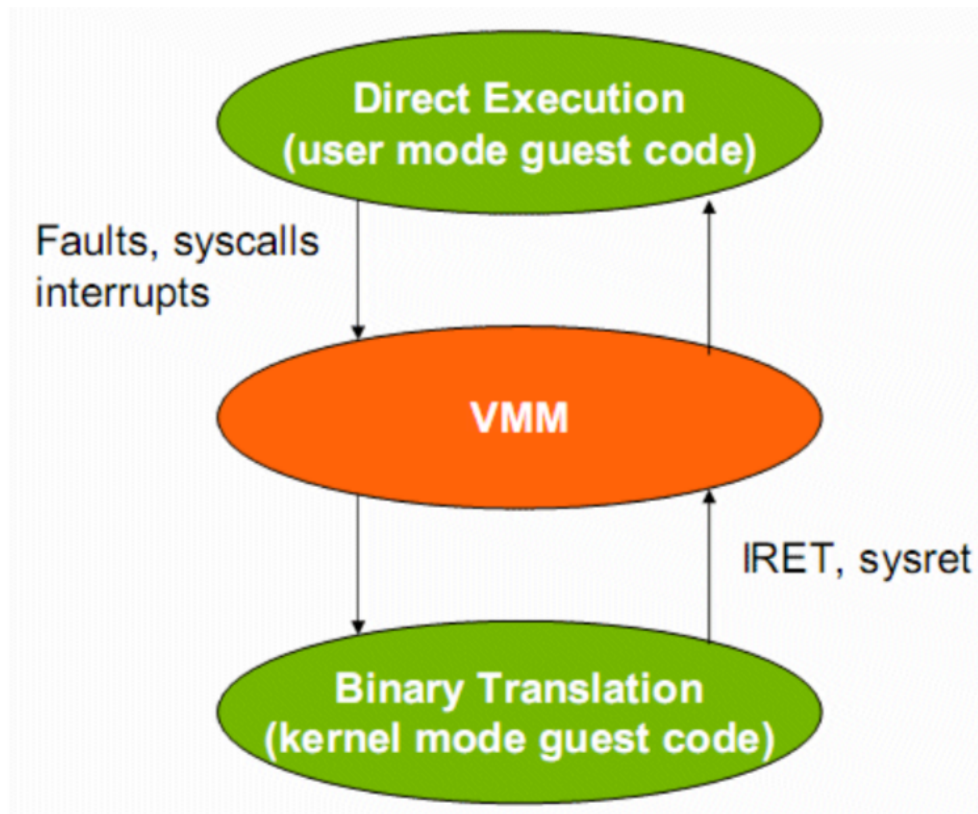 Direct Execution
(user mode guest code)
Faults, syscalls
interrupts
VMM
IRET, sysret
Binary Translation
(kernel mode guest code)